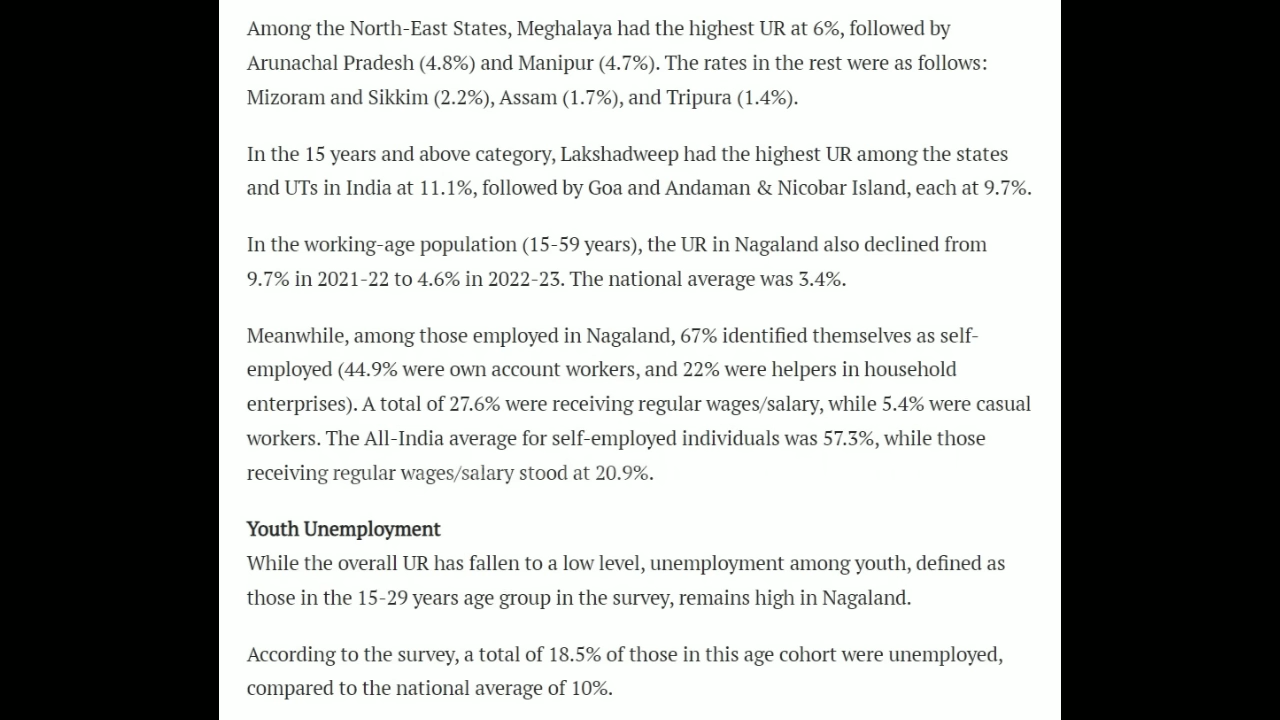 Among the North-East States, Meghalaya had the highest UR at 6%, followed by
Arunachal Pradesh (4.8%) and Manipur (4.7%). The rates in the rest were as follows:
Mizoram and Sikkim (2.2%), Assam (1.7%), and Tripura (1.4%).
In the 15 years and above category, Lakshadweep had the highest UR among the states
and UTs in India at 11.1%, followed by Goa and Andaman & Nicobar Island, each at 9.7%.
In the working-age population (15-59 years), the UR in Nagaland also declined from
9.7% in 2021-22 to 4.6% in 2022-23. The national average was 3.4%.
Meanwhile, among those employed in Nagaland, 67% identified themselves as self-
employed (44.9% were own account workers, and 22% were helpers in household
enterprises). A total of 27.6% were receiving regular wages/salary, while 5.4% were casual
workers. The All-India average for self-employed individuals was 57.3%, while those
receiving regular wages/salary stood at 20.9%.
Youth Unemployment
While the overall UR has fallen to a low level, unemployment among youth, defined as
those in the 15-29 years age group in the survey, remains high in Nagaland.
According to the survey, a total of 18.5% of those in this age cohort were unemployed,
compared to the national average of 10%.